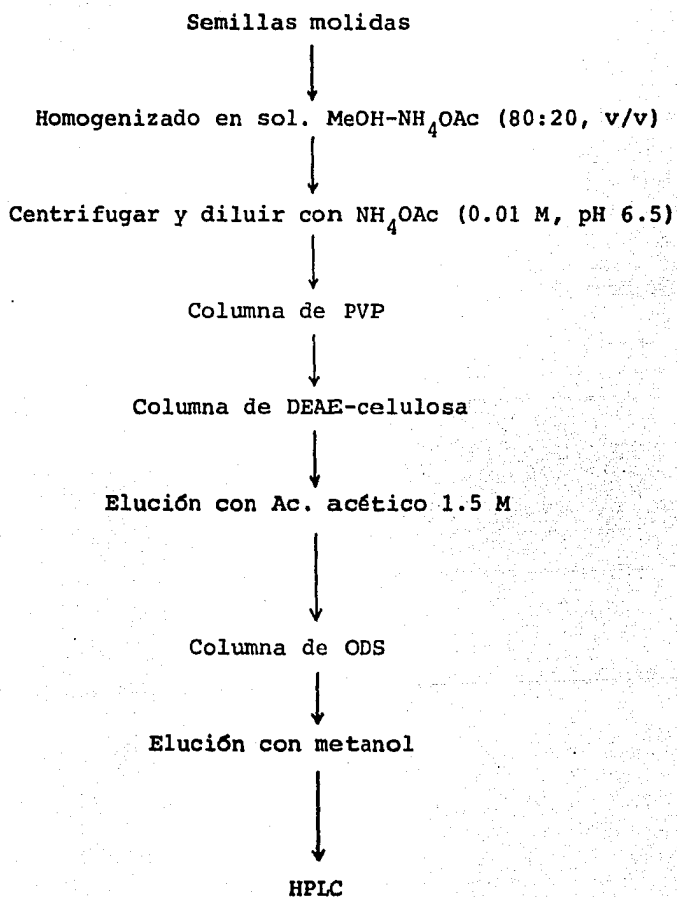 Semillas molidas
Homogenizado en sol. MeOH-NH₄OAc (80:20, v/v)
Centrifugar y diluir con NH₄OAc (0.01 M, pH 6.5)
Columna de PVP
Columna de DEAE-celulosa
Elución con Ac. acético 1.5 M
Columna de ODS
Elución con metanol
HPLC